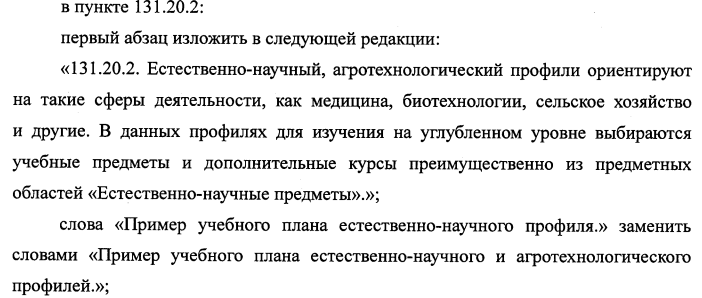 в пункте 131.20.2:
первый абзац изложить в следующей редакции:
«131.20.2. Естественно-научный, агротехнологический профили ориентируют
на такие сферы деятельности, как медицина, биотехнологии, сельское хозяйство
и другие. В данных профилях для изучения на углубленном уровне выбираются
учебные предметы и дополнительные курсы преимущественно из предметных
областей «Естественно-научные предметы».»;
слова «Пример учебного плана естественно-научного профиля.» заменить
словами «Пример учебного плана естественно-научного и агротехнологического
профилей.»;